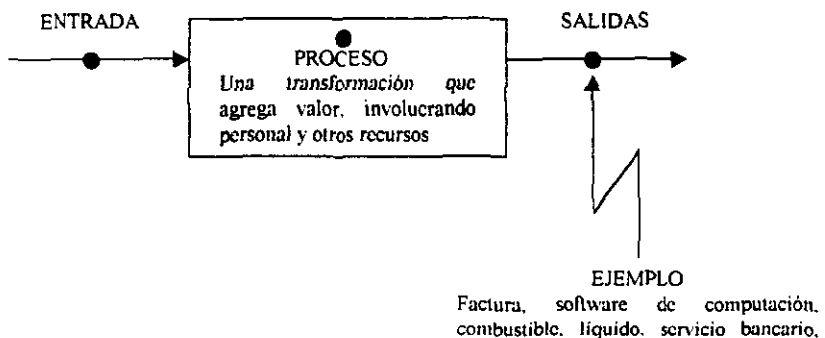 ENTRADA
SALIDAS
PROCESO
Una transformación que
agrega valor, involucrando
personal y otros recursos
EJEMPLO
Factura, software de computación,
combustible, líquido, servicio bancario,